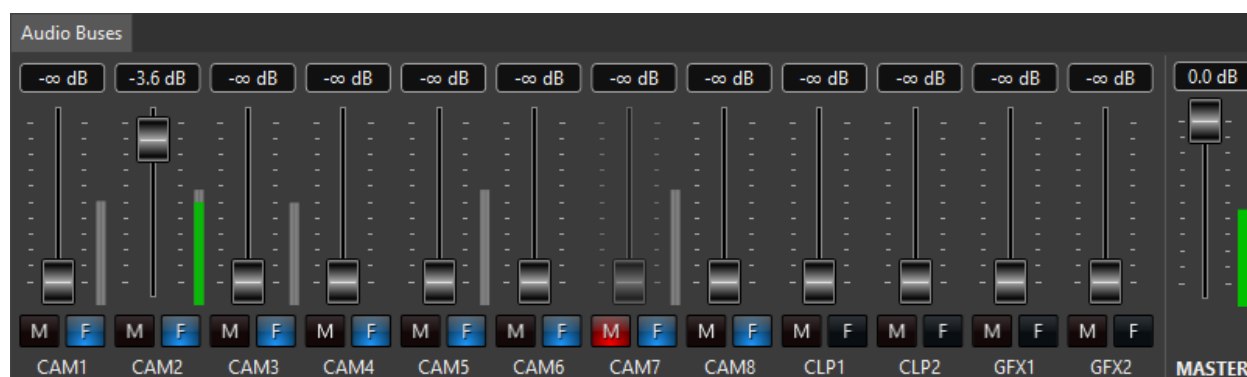 Audio Buses
-∞ dB -3.6 dB -∞ dB -∞ dB -∞ dB -∞ dB -∞ dB -∞ dB -∞ dB -∞ dB -∞ dB -∞ dB 0.0 dB
M F M F M F M F M F M F M F M F M F M F M F M F
CAM1 CAM2 CAM3 CAM4 CAM5 CAM6 CAM7 CAM8 CLP1 CLP2 GFX1 GFX2 MASTER